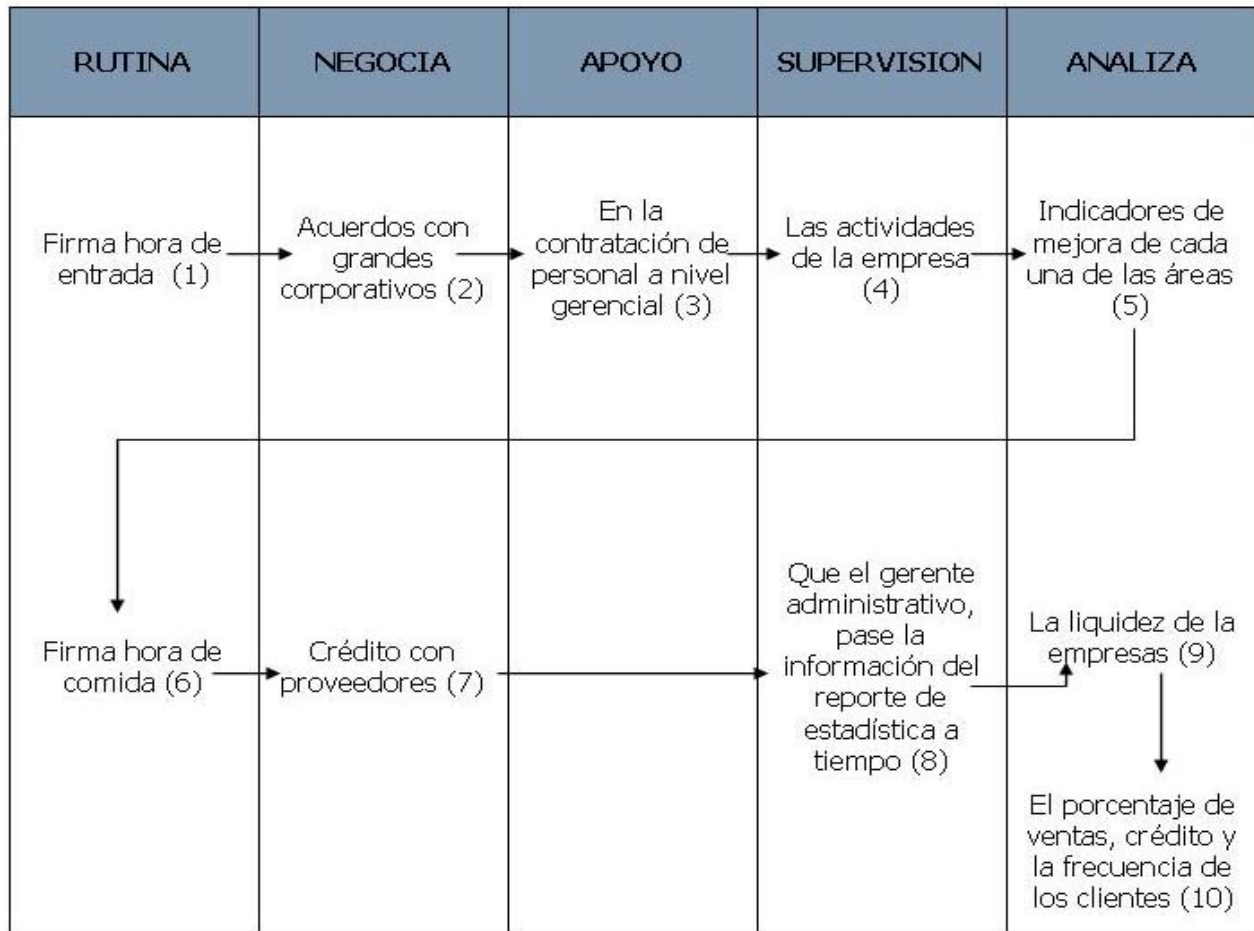 RUTINA
NEGOCIA
APOYO
SUPERVISION
ANALIZA
Firma hora de
entrada (1)
Acuerdos con
grandes
corporativos (2)
En la
contratación de
personal a nivel
gerencial (3)
Las actividades
de la empresa
(4)
Indicadores de
mejora de cada
una de las áreas
(5)
Firma hora de
comida (6)
Crédito con
proveedores (7)
Que el gerente
administrativo,
pase la
información del
reporte de
estadística a
tiempo (8)
La liquidez de la
empresas (9)
El porcentaje de
ventas, crédito y
la frecuencia de
los clientes (10)